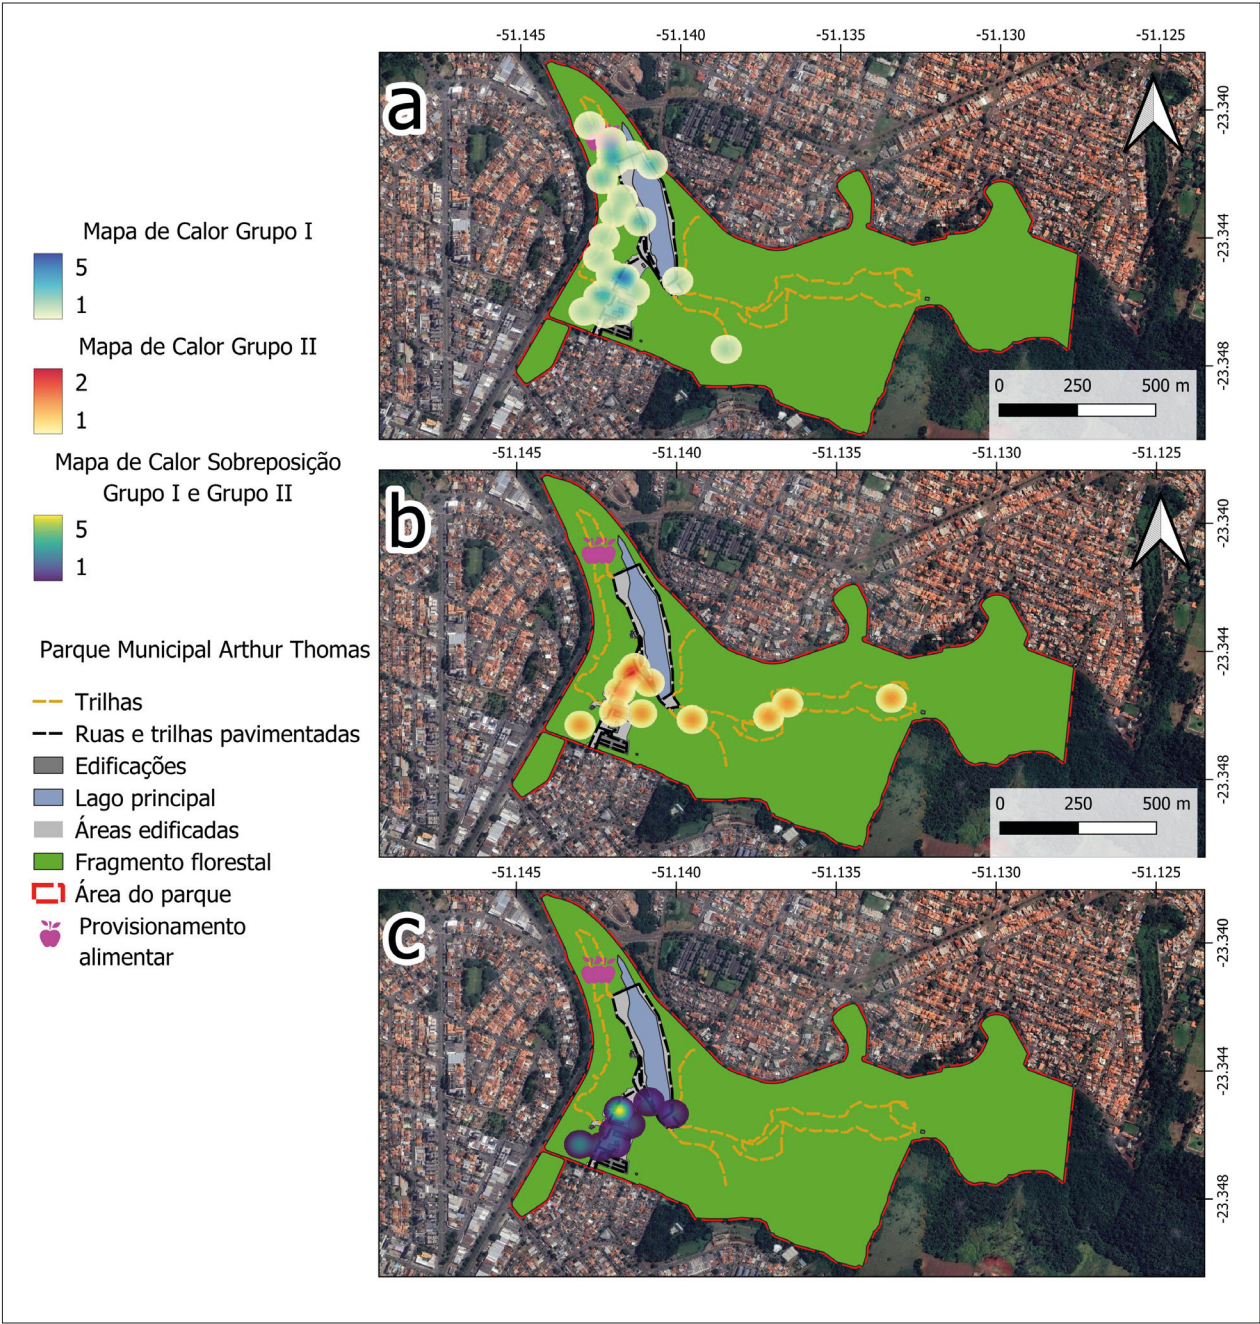 Mapa de Calor Grupo I
5
1
Mapa de Calor Grupo II
2
1
Mapa de Calor Sobreposição
Grupo I e Grupo II
5
1
Parque Municipal Arthur Thomas
Trilhas
Ruas e trilhas pavimentadas
Edificações
Lago principal
Áreas edificadas
Fragmento florestal
Área do parque
Provisionamento
alimentar
-51.145 -51.140 -51.135 -51.130 -51.125
a
-23.340
-23.344
-23.348
0 250 500 m
-51.145 -51.140 -51.135 -51.130 -51.125
b
-23.340
-23.344
-23.348
0 250 500 m
-51.145 -51.140 -51.135 -51.130 -51.125
c
-23.340
-23.344
-23.348